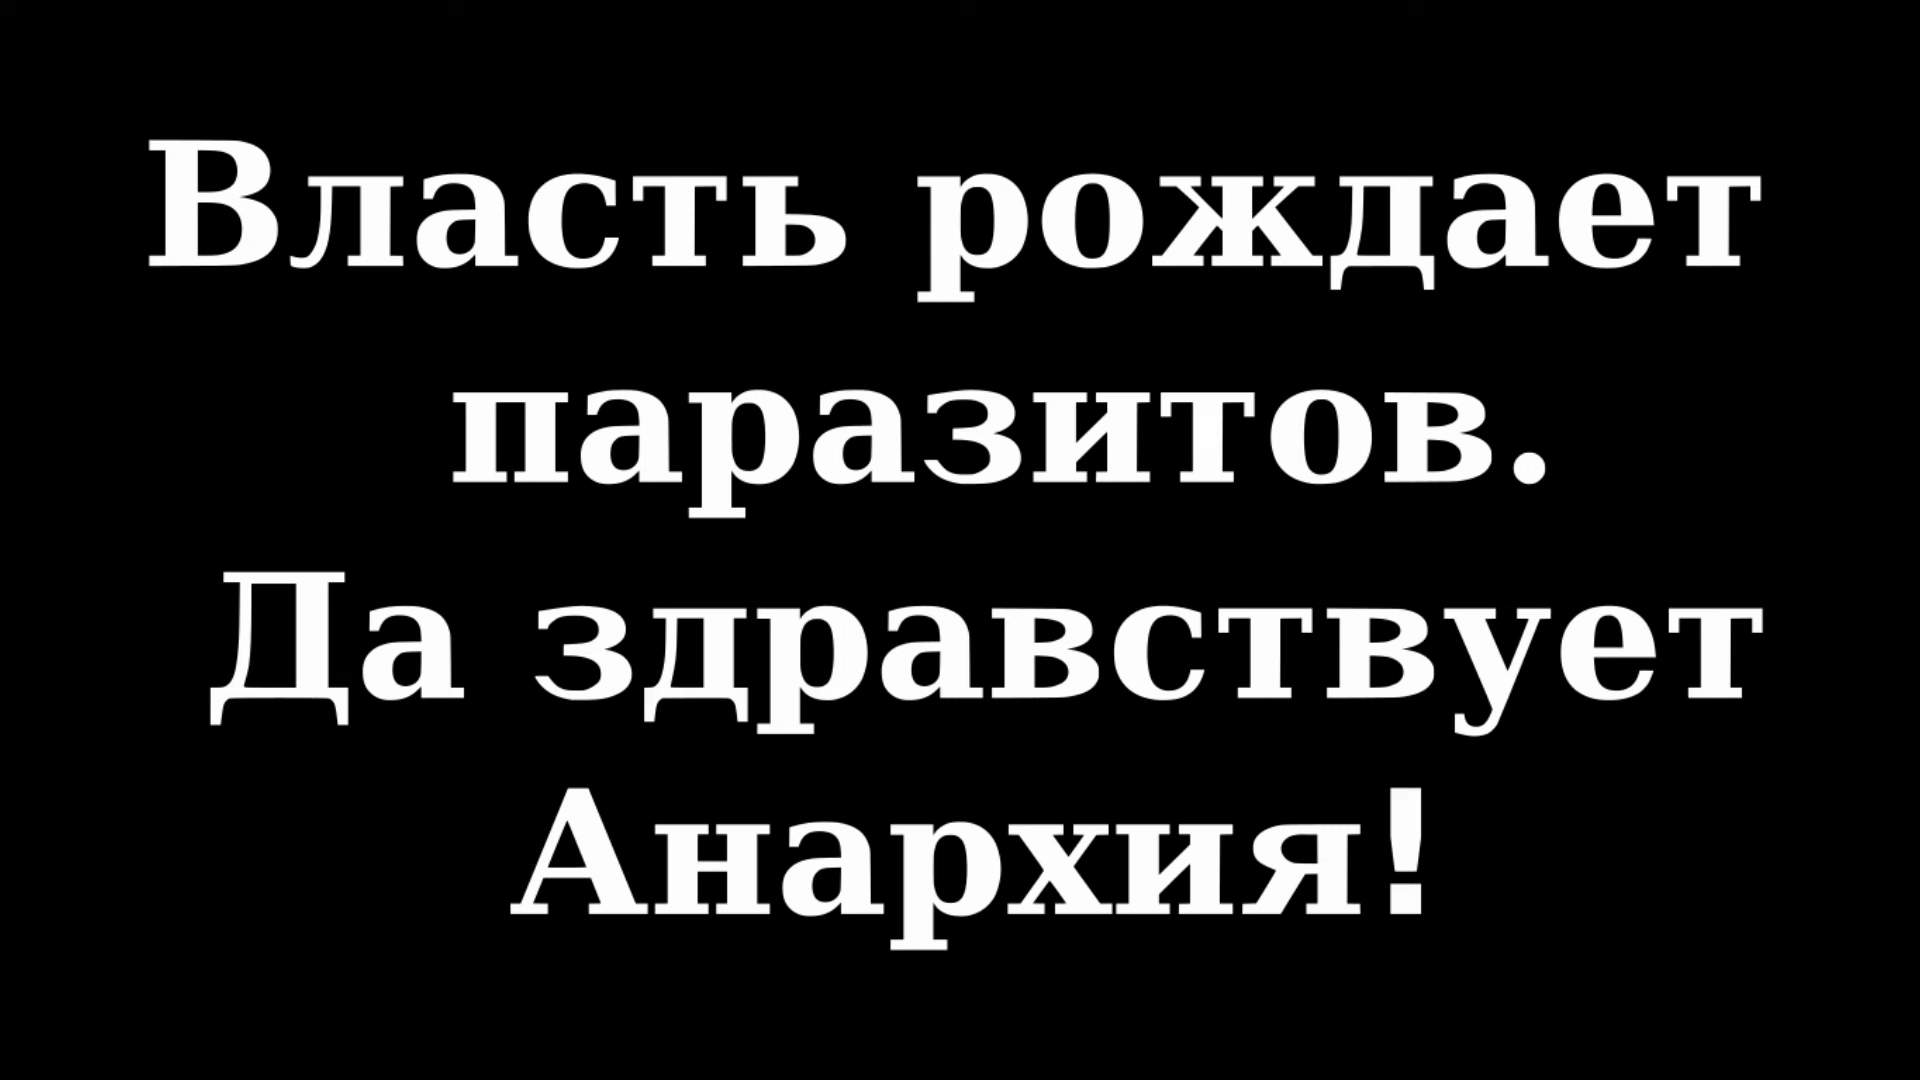 Власть рождает
паразитов.
Да здравствует
Анархия!